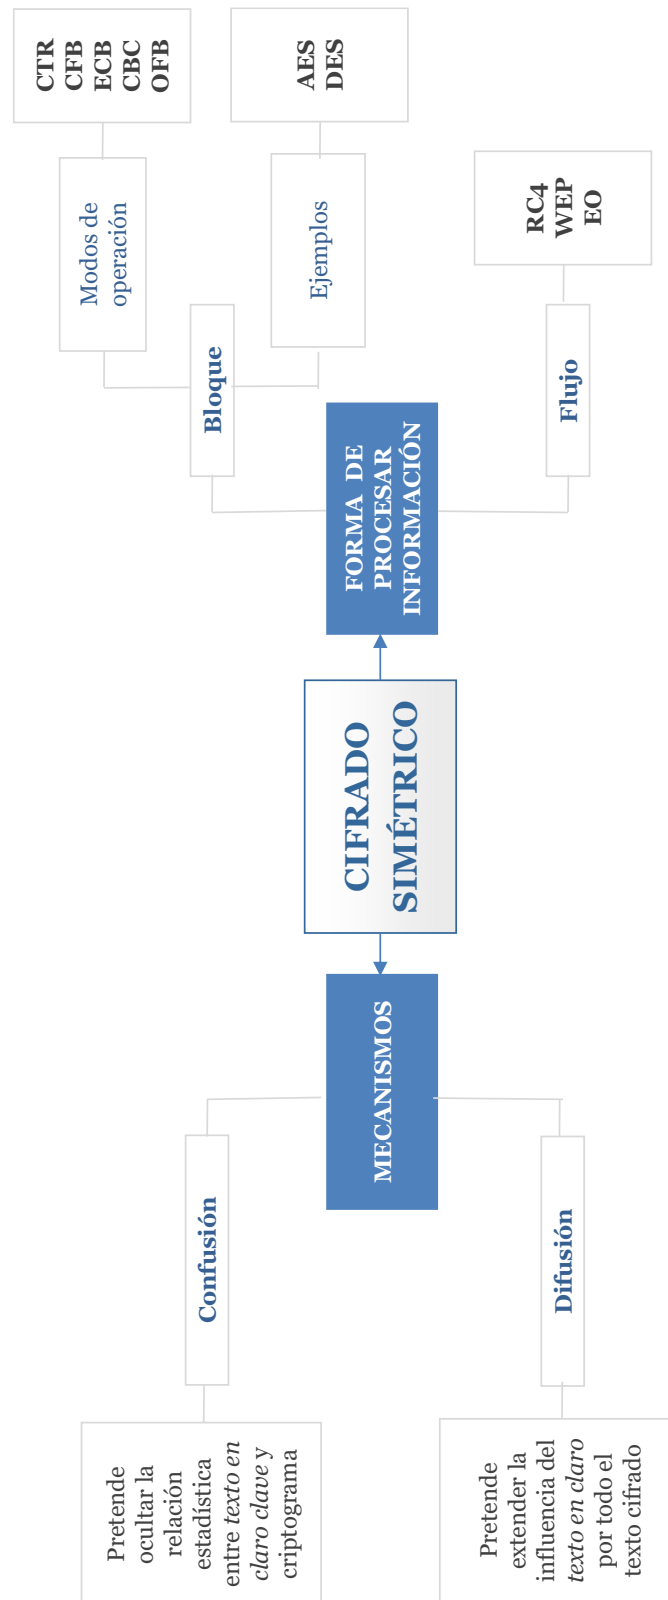 CIFRADO
SIMÉTRICO
MECANISMOS
Confusión
Pretende
ocultar la
relación
estadística
entre texto en
claro clave y
criptograma
Difusión
Pretende
extender la
influencia del
texto en claro
por todo el
texto cifrado
FORMA DE
PROCESAR
INFORMACIÓN
Bloque
Modos de
operación
CTR
CFB
ECB
CBC
OFB
Ejemplos
AES
DES
Flujo
RC4
WEP
EO